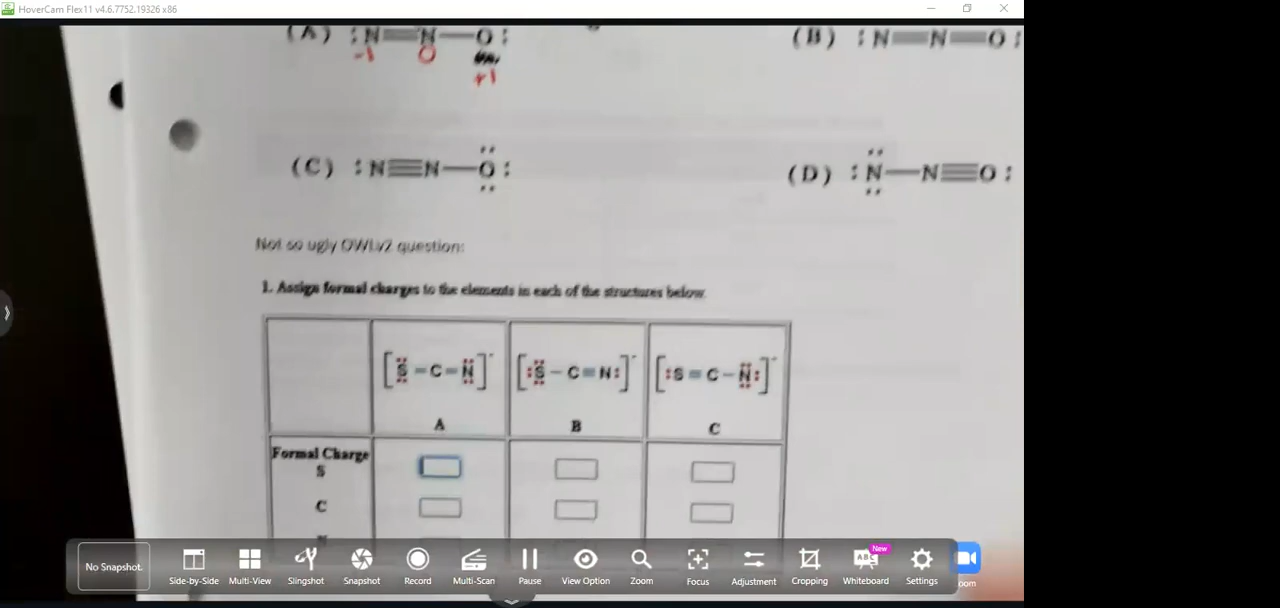 HoverCam Flex11 v4.6.7752.19326 x86
(A) :N≡N—O:
-1 0 +1
(B) :N=N=O:
(C) :N≡N—O:
(D) :N—N≡O:
Not so ugly OWLv2 question:
1. Assign formal charges to the elements in each of the structures below.
[S=C=N]⁻ [:S-C≡N:]⁻ [:S≡C-N:]⁻
A B C
Formal Charge
S
C
No Snapshot.
Side-by-Side Multi-View Slingshot Snapshot Record Multi-Scan Pause View Option Zoom Focus Adjustment Cropping Whiteboard Settings oom
New
ABC